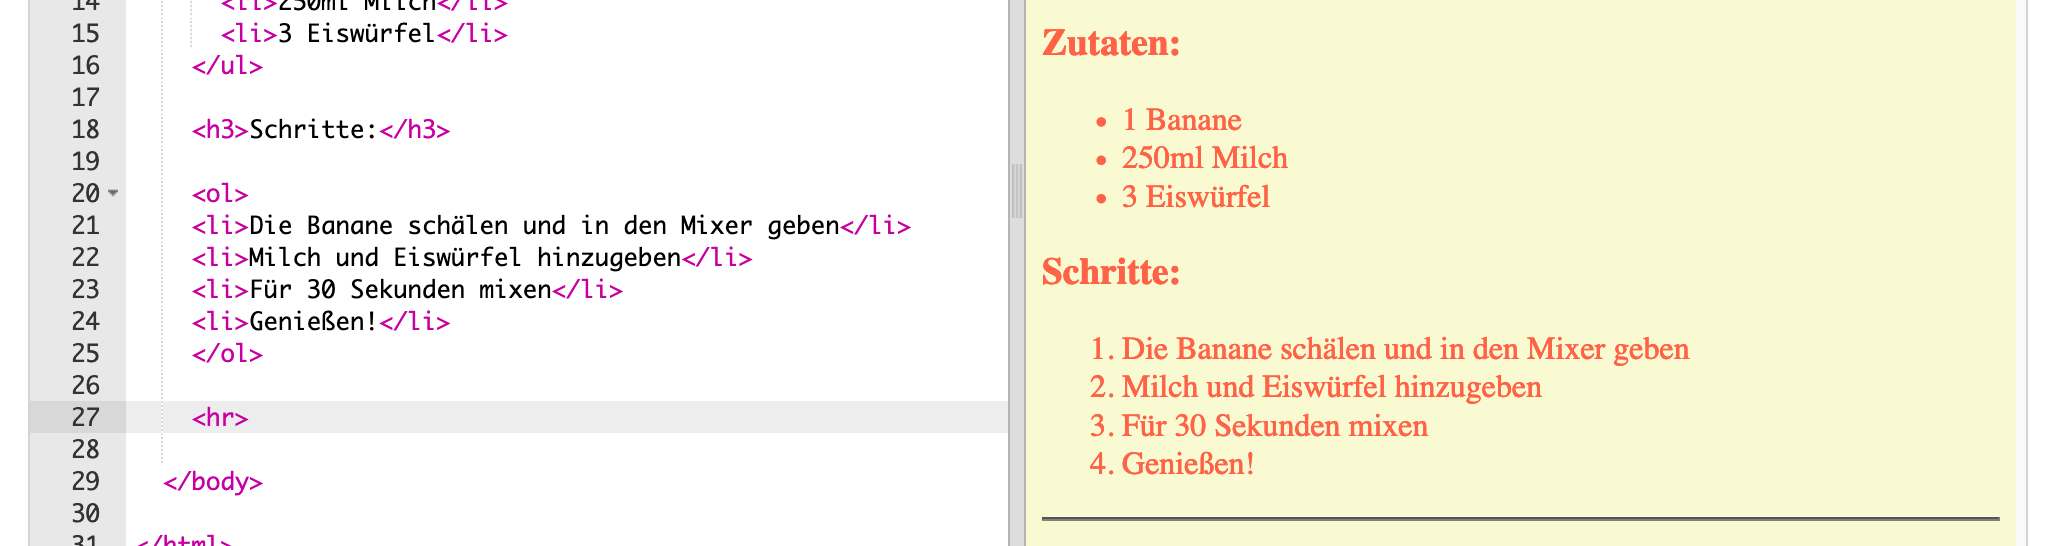 14 <li>250ml Milch</li>
15 <li>3 Eiswürfel</li>
16 </ul>
17
18 <h3>Schritte:</h3>
19
20 <ol>
21 <li>Die Banane schälen und in den Mixer geben</li>
22 <li>Milch und Eiswürfel hinzugeben</li>
23 <li>Für 30 Sekunden mixen</li>
24 <li>Genießen!</li>
25 </ol>
26
27 <hr>
28
29 </body>
30
31 </html>
Zutaten:
• 1 Banane
• 250ml Milch
• 3 Eiswürfel
Schritte:
1. Die Banane schälen und in den Mixer geben
2. Milch und Eiswürfel hinzugeben
3. Für 30 Sekunden mixen
4. Genießen!